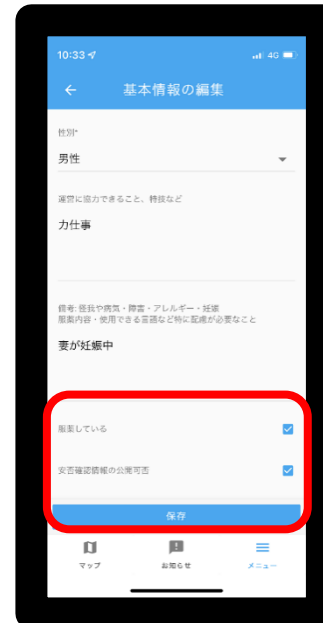 10:33
4G
基本情報の編集
性別*
男性
運営に協力できること、特技など
力仕事
備考: 怪我や病気・障害・アレルギー・妊娠
服薬内容・使用できる言語など特に配慮が必要なこと
妻が妊娠中
服薬している
安否確認情報の公開可否
保存
マップ
お知らせ
メニュー